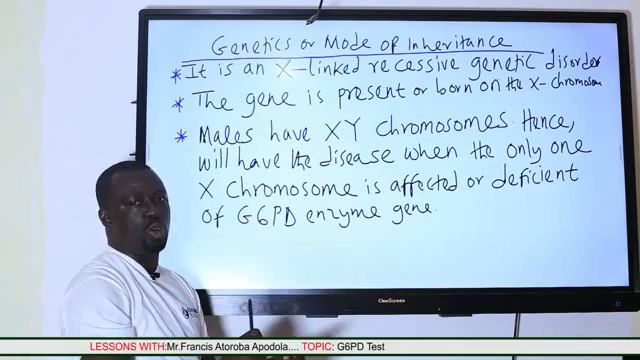 Genetics or Mode of Inheritance
* It is an X-linked recessive genetic disorder
* The gene is present or born on the X-chromosome
* Males have XY Chromosomes. Hence,
will have the disease when the only one
X Chromosome is affected or deficient
of G6PD enzyme gene.
OneScreen
LESSONS WITH:Mr.Francis Atoroba Apodola.... TOPIC: G6PD Test